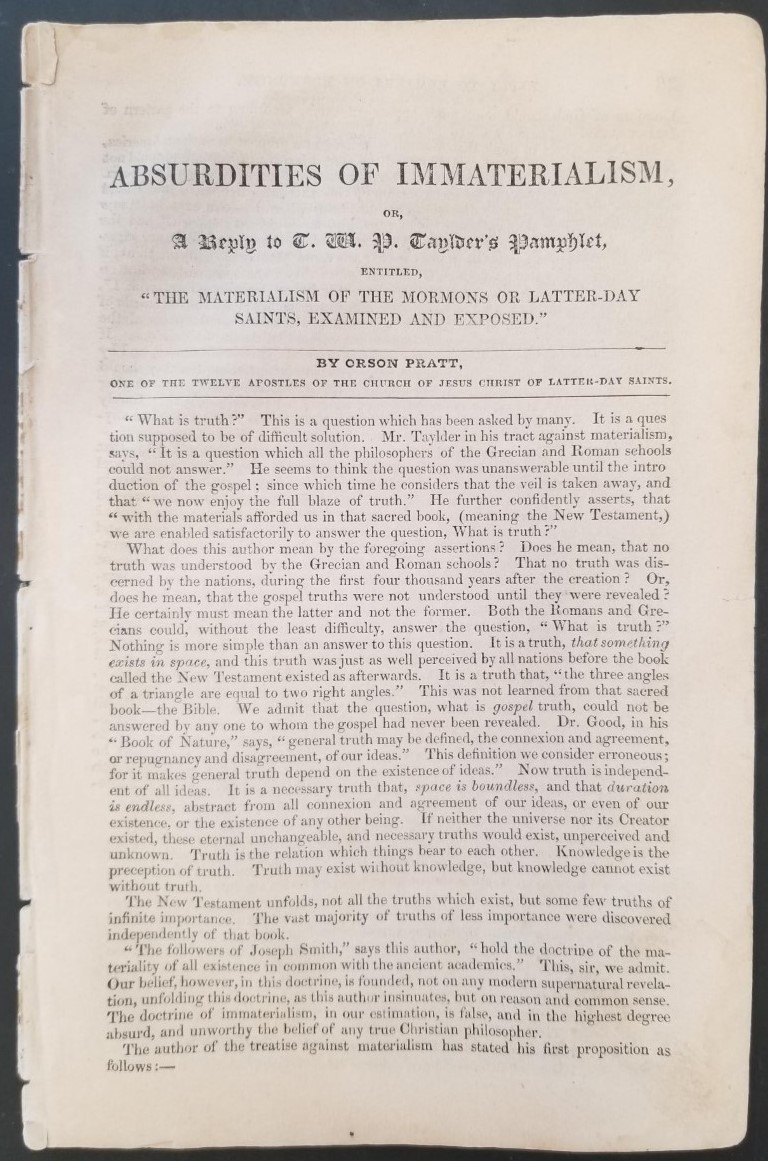 ABSURDITIES OF IMMATERIALISM,
OR,
A Reply to T. W. P. Taylder's Pamphlet,
ENTITLED,
"THE MATERIALISM OF THE MORMONS OR LATTER-DAY
SAINTS, EXAMINED AND EXPOSED."
BY ORSON PRATT,
ONE OF THE TWELVE APOSTLES OF THE CHURCH OF JESUS CHRIST OF LATTER-DAY SAINTS.
"What is truth?" This is a question which has been asked by many. It is a ques
tion supposed to be of difficult solution. Mr. Taylder in his tract against materialism,
says, "It is a question which all the philosophers of the Grecian and Roman schools
could not answer." He seems to think the question was unanswerable until the intro
duction of the gospel: since which time he considers that the veil is taken away, and
that "we now enjoy the full blaze of truth." He further confidently asserts, that
"with the materials afforded us in that sacred book, (meaning the New Testament,)
we are enabled satisfactorily to answer the question, What is truth?"
What does this author mean by the foregoing assertions? Does he mean, that no
truth was understood by the Grecian and Roman schools? That no truth was dis-
cerned by the nations, during the first four thousand years after the creation? Or,
does he mean, that the gospel truths were not understood until they were revealed?
He certainly must mean the latter and not the former. Both the Romans and Gre-
cians could, without the least difficulty, answer the question, "What is truth?"
Nothing is more simple than an answer to this question. It is a truth, that something
exists in space, and this truth was just as well perceived by all nations before the book
called the New Testament existed as afterwards. It is a truth that, "the three angles
of a triangle are equal to two right angles." This was not learned from that sacred
book—the Bible. We admit that the question, what is gospel truth, could not be
answered by any one to whom the gospel had never been revealed. Dr. Good, in his
"Book of Nature," says, "general truth may be defined, the connexion and agreement,
or repugnancy and disagreement, of our ideas." This definition we consider erroneous;
for it makes general truth depend on the existence of ideas." Now truth is independ-
ent of all ideas. It is a necessary truth that, space is boundless, and that duration
is endless, abstract from all connexion and agreement of our ideas, or even of our
existence, or the existence of any other being. If neither the universe nor its Creator
existed, these eternal unchangeable, and necessary truths would exist, unperceived and
unknown. Truth is the relation which things bear to each other. Knowledge is the
preception of truth. Truth may exist without knowledge, but knowledge cannot exist
without truth.
The New Testament unfolds, not all the truths which exist, but some few truths of
infinite importance. The vast majority of truths of less importance were discovered
independently of that book.
"The followers of Joseph Smith," says this author, "hold the doctrine of the ma-
teriality of all existence in common with the ancient academics." This, sir, we admit.
Our belief, however, in this doctrine, is founded, not on any modern supernatural revela-
tion, unfolding this doctrine, as this author insinuates, but on reason and common sense.
The doctrine of immaterialism, in our estimation, is false, and in the highest degree
absurd, and unworthy the belief of any true Christian philosopher.
The author of the treatise against materialism has stated his first proposition as
follows:—